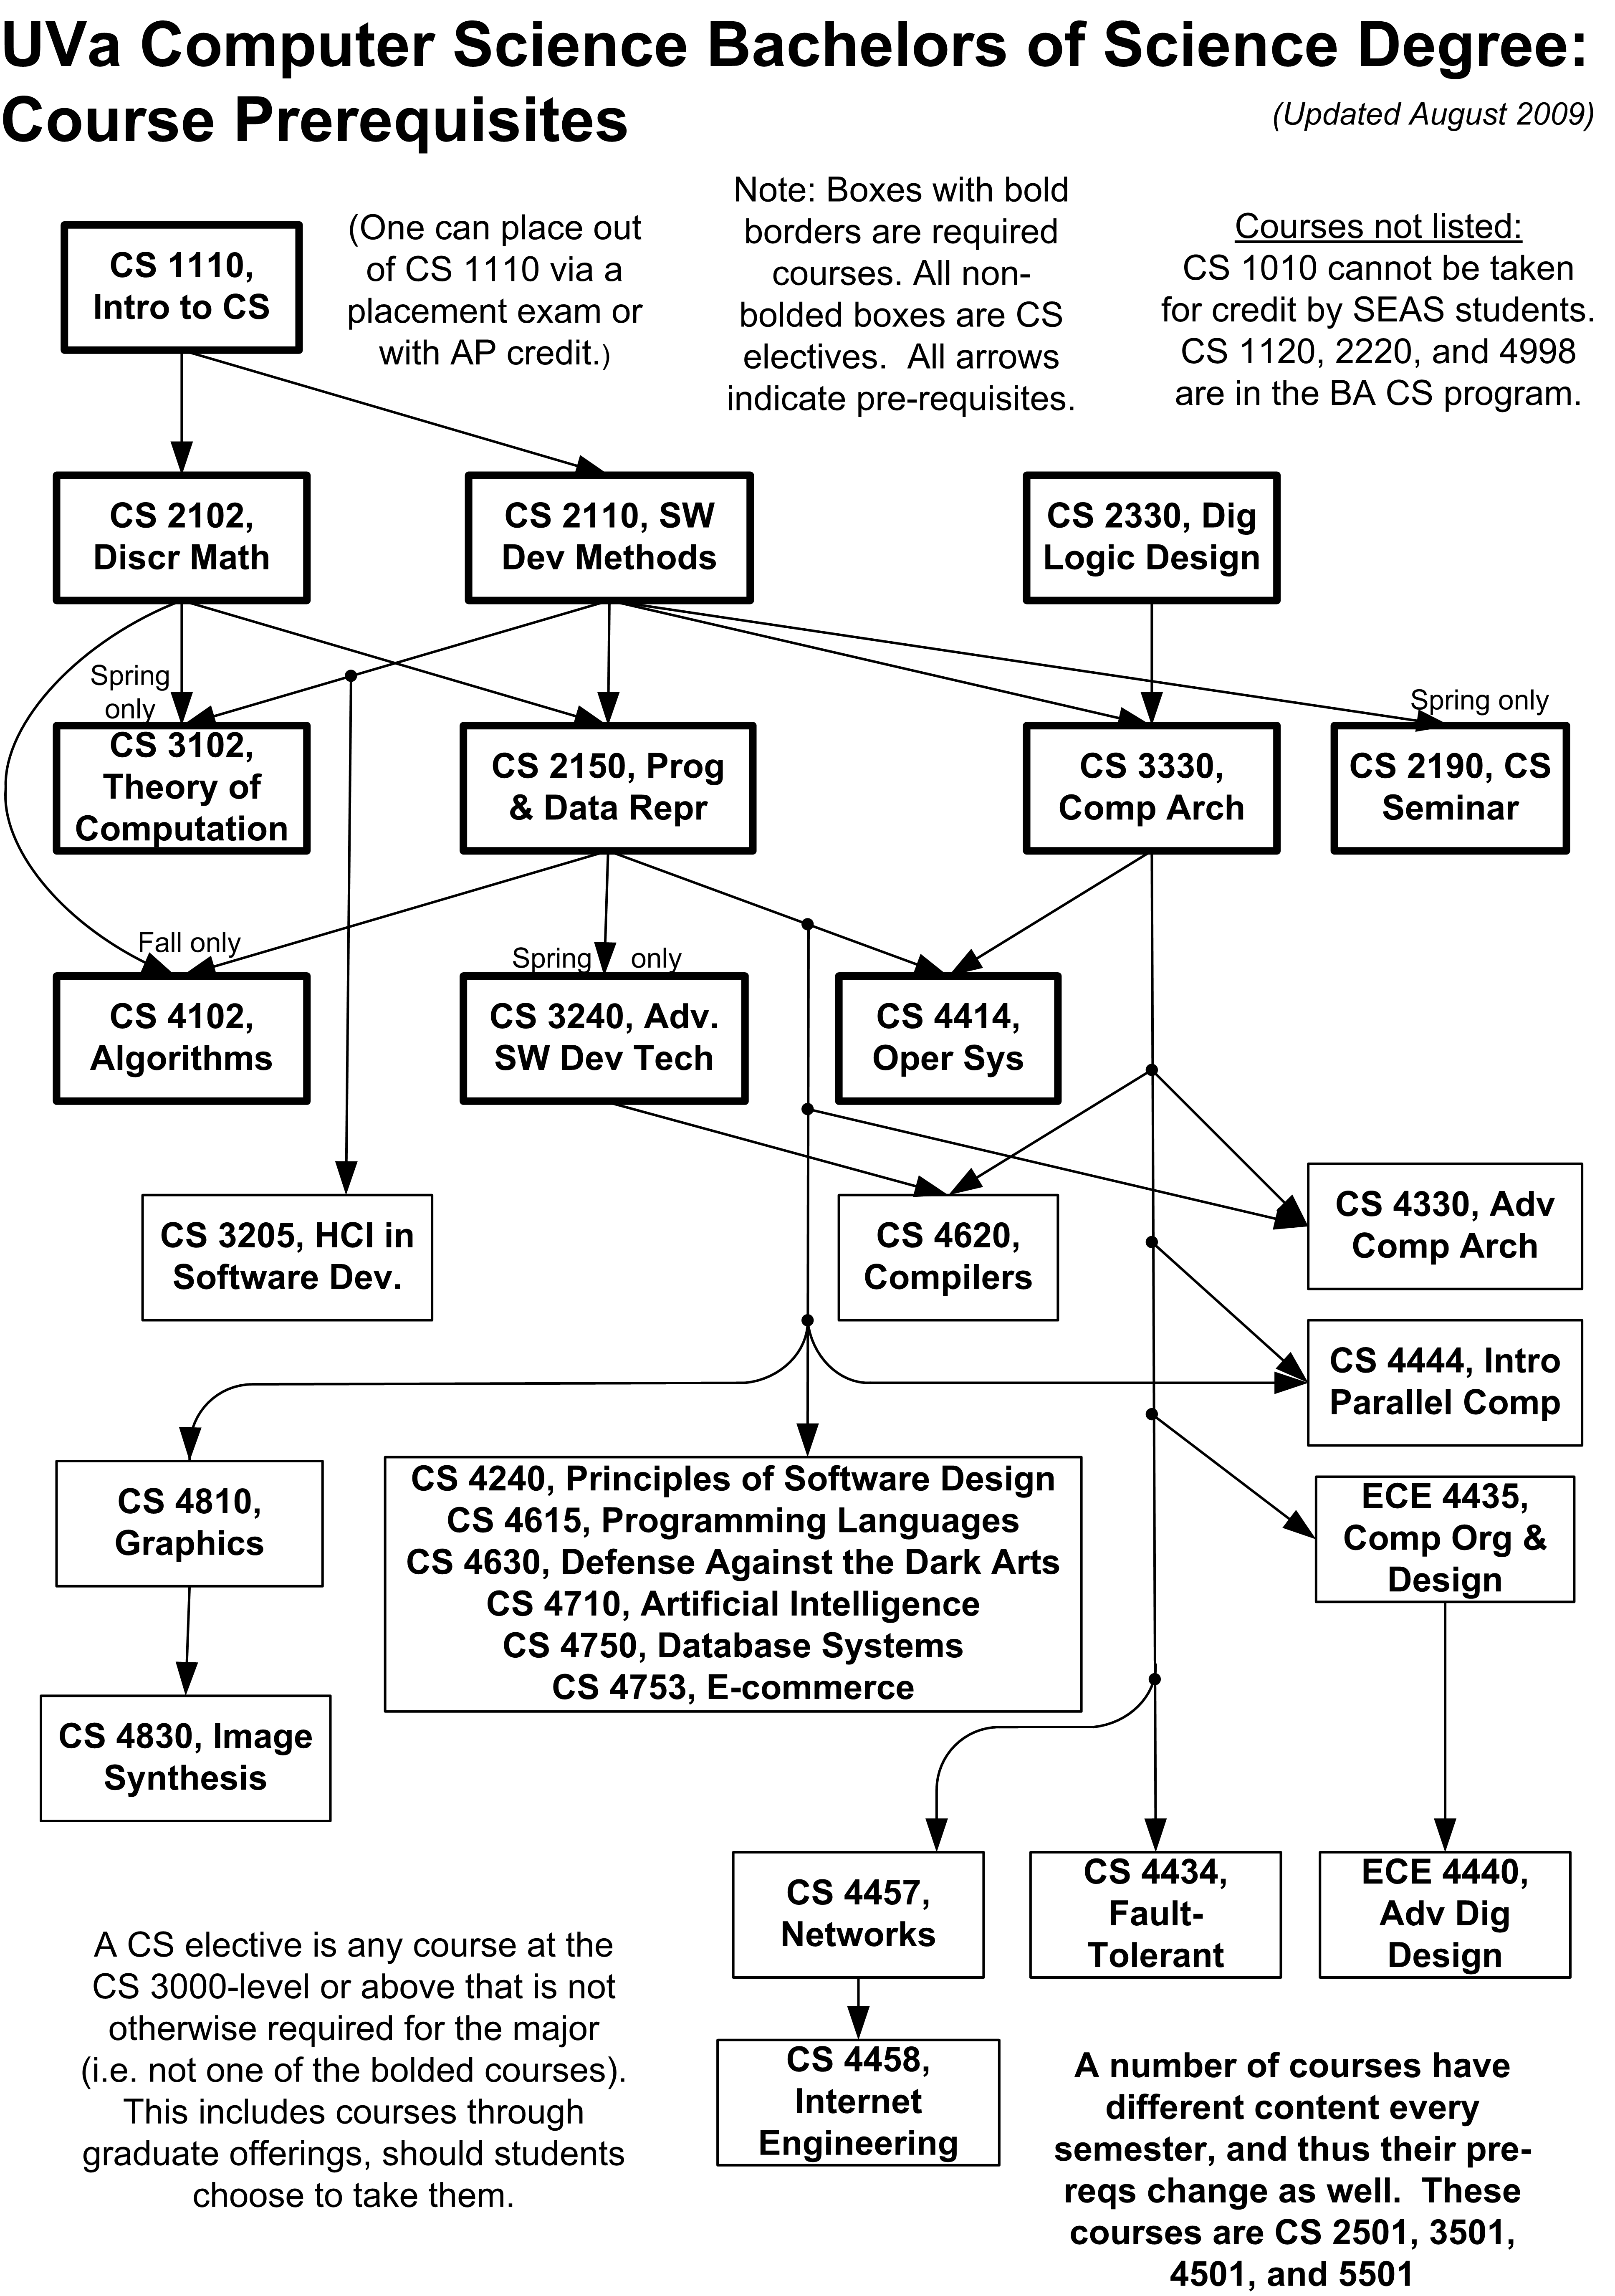 UVa Computer Science Bachelors of Science Degree:
Course Prerequisites
(Updated August 2009)
CS 1110,
Intro to CS
(One can place out
of CS 1110 via a
placement exam or
with AP credit.)
Note: Boxes with bold
borders are required
courses. All non-
bolded boxes are CS
electives.  All arrows
indicate pre-requisites.
Courses not listed:
CS 1010 cannot be taken
for credit by SEAS students.
CS 1120, 2220, and 4998
are in the BA CS program.
CS 2102,
Discr Math
CS 2110, SW
Dev Methods
CS 2330, Dig
Logic Design
Spring
only
CS 3102,
Theory of
Computation
CS 2150, Prog
& Data Repr
CS 3330,
Comp Arch
Spring only
CS 2190, CS
Seminar
Fall only
CS 4102,
Algorithms
Spring only
CS 3240, Adv.
SW Dev Tech
CS 4414,
Oper Sys
CS 3205, HCI in
Software Dev.
CS 4620,
Compilers
CS 4330, Adv
Comp Arch
CS 4444, Intro
Parallel Comp
CS 4810,
Graphics
CS 4240, Principles of Software Design
CS 4615, Programming Languages
CS 4630, Defense Against the Dark Arts
CS 4710, Artificial Intelligence
CS 4750, Database Systems
CS 4753, E-commerce
ECE 4435,
Comp Org &
Design
CS 4830, Image
Synthesis
CS 4457,
Networks
CS 4434,
Fault-
Tolerant
ECE 4440,
Adv Dig
Design
CS 4458,
Internet
Engineering
A CS elective is any course at the
CS 3000-level or above that is not
otherwise required for the major
(i.e. not one of the bolded courses).
This includes courses through
graduate offerings, should students
choose to take them.
A number of courses have
different content every
semester, and thus their pre-
reqs change as well.  These
courses are CS 2501, 3501,
4501, and 5501